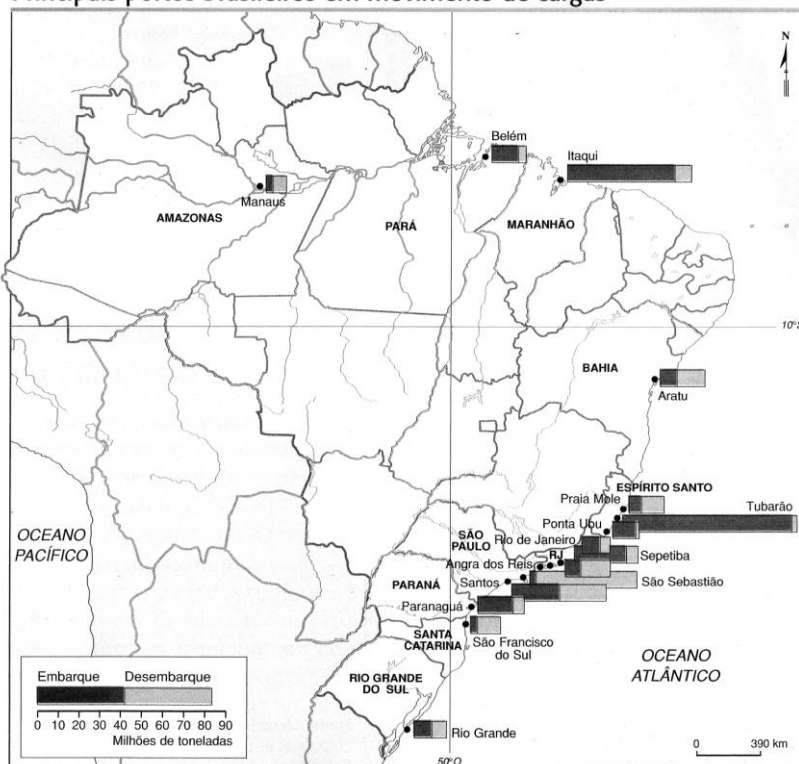 Principais portos brasileiros em movimento de cargas
N
Belém
Itaqui
Manaus
AMAZONAS
PARÁ
MARANHÃO
10°S
BAHIA
Aratu
ESPÍRITO SANTO
Praia Mole
Tubarão
Ponta Ubu
Rio de Janeiro
SÃO
PAULO
RJ
Sepetiba
Angra dos Reis
OCEANO
PACÍFICO
PARANÁ
Santos
São Sebastião
Paranaguá
SANTA
CATARINA
São Francisco
do Sul
RIO GRANDE
DO SUL
OCEANO
ATLÂNTICO
Embarque Desembarque
0 10 20 30 40 50 60 70 80 90
Milhões de toneladas
Rio Grande
50°O
0 390 km